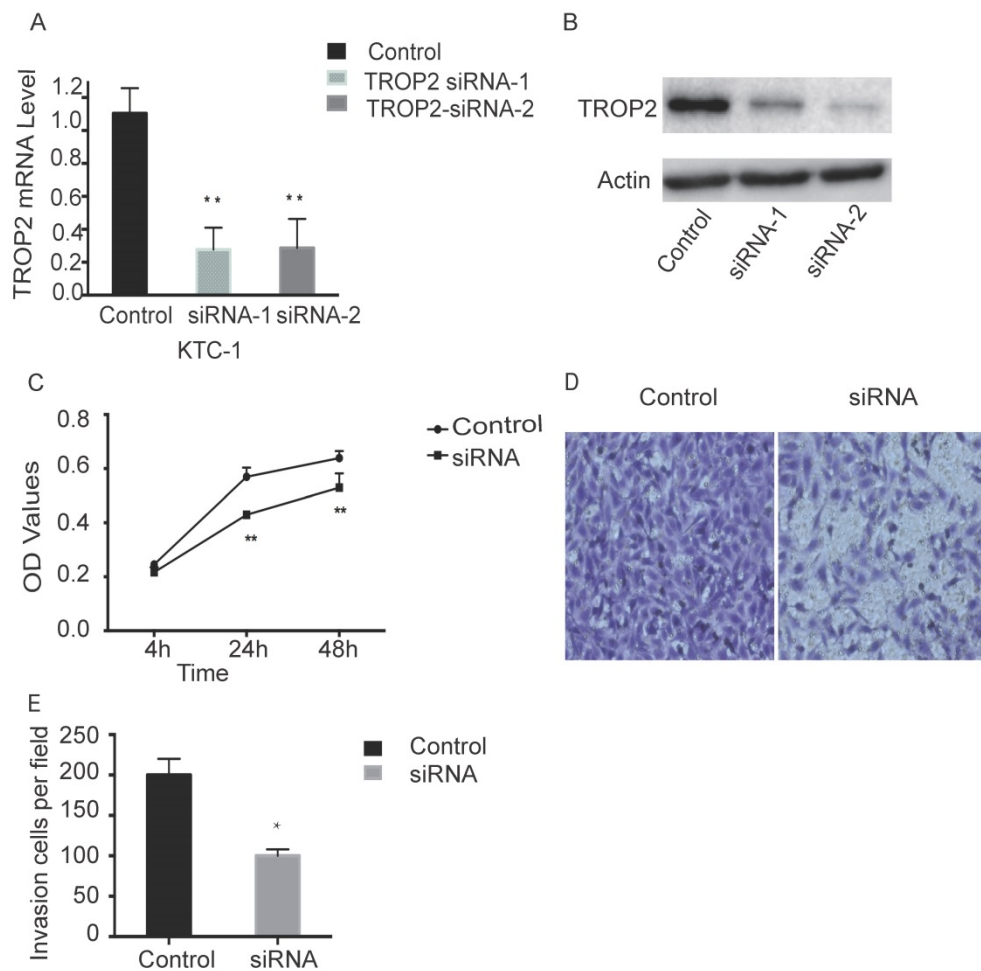 A
Control
TROP2 siRNA-1
TROP2-siRNA-2
TROP2 mRNA Level
1.2
1.0
0.8
0.6
0.4
0.2
0.0
**
**
Control siRNA-1 siRNA-2
KTC-1
B
TROP2
Actin
Control
siRNA-1
siRNA-2
C
Control
siRNA
OD Values
0.8
0.6
0.4
0.2
0.0
**
**
4h 24h 48h
Time
D
Control siRNA
E
Control
siRNA
Invasion cells per field
250
200
150
100
50
0
*
Control siRNA